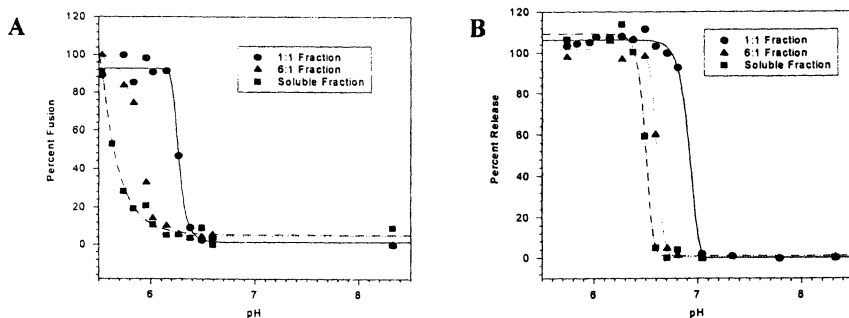 A
120
100
80
60
40
20
0
6
7
8
Percent Fusion
pH
1:1 Fraction
6:1 Fraction
Soluble Fraction
B
120
100
80
60
40
20
0
6
7
8
Percent Release
pH
1:1 Fraction
6:1 Fraction
Soluble Fraction